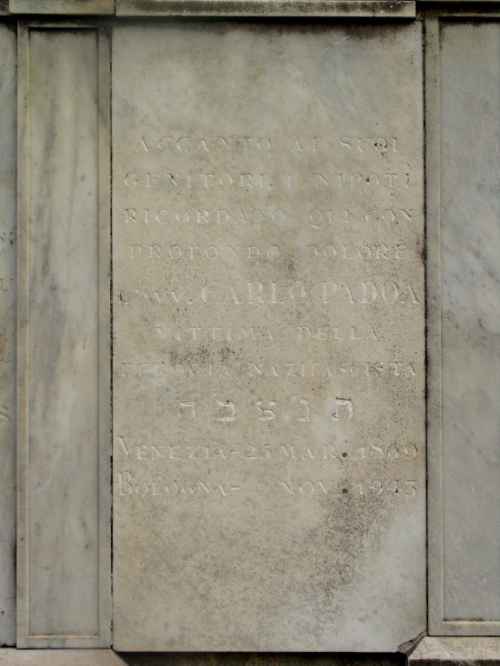 ACCANTO AI SUOI
GENITORI, I NIPOTI
RICORDANO QUI CON
PROFONDO DOLORE
L'AVV. CARLO PADOA
VITTIMA DELLA
NAZIFASCISTA
ת נ צ ב ה
VENEZIA - 25 MAR. 1869
BOLOGNA - NOV. 1943